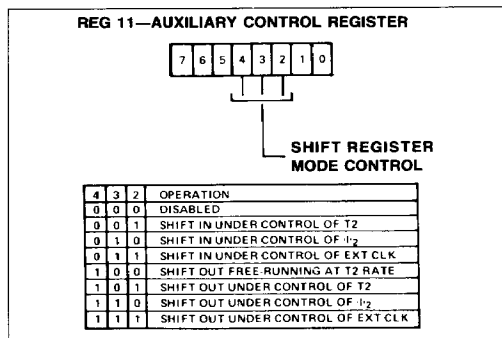 REG 11—AUXILIARY CONTROL REGISTER
7 6 5 4 3 2 1 0
SHIFT REGISTER
MODE CONTROL
4 3 2 OPERATION
0 0 0 DISABLED
0 0 1 SHIFT IN UNDER CONTROL OF T2
0 1 0 SHIFT IN UNDER CONTROL OF ϕ2
0 1 1 SHIFT IN UNDER CONTROL OF EXT CLK
1 0 0 SHIFT OUT FREE-RUNNING AT T2 RATE
1 0 1 SHIFT OUT UNDER CONTROL OF T2
1 1 0 SHIFT OUT UNDER CONTROL OF ϕ2
1 1 1 SHIFT OUT UNDER CONTROL OF EXT CLK